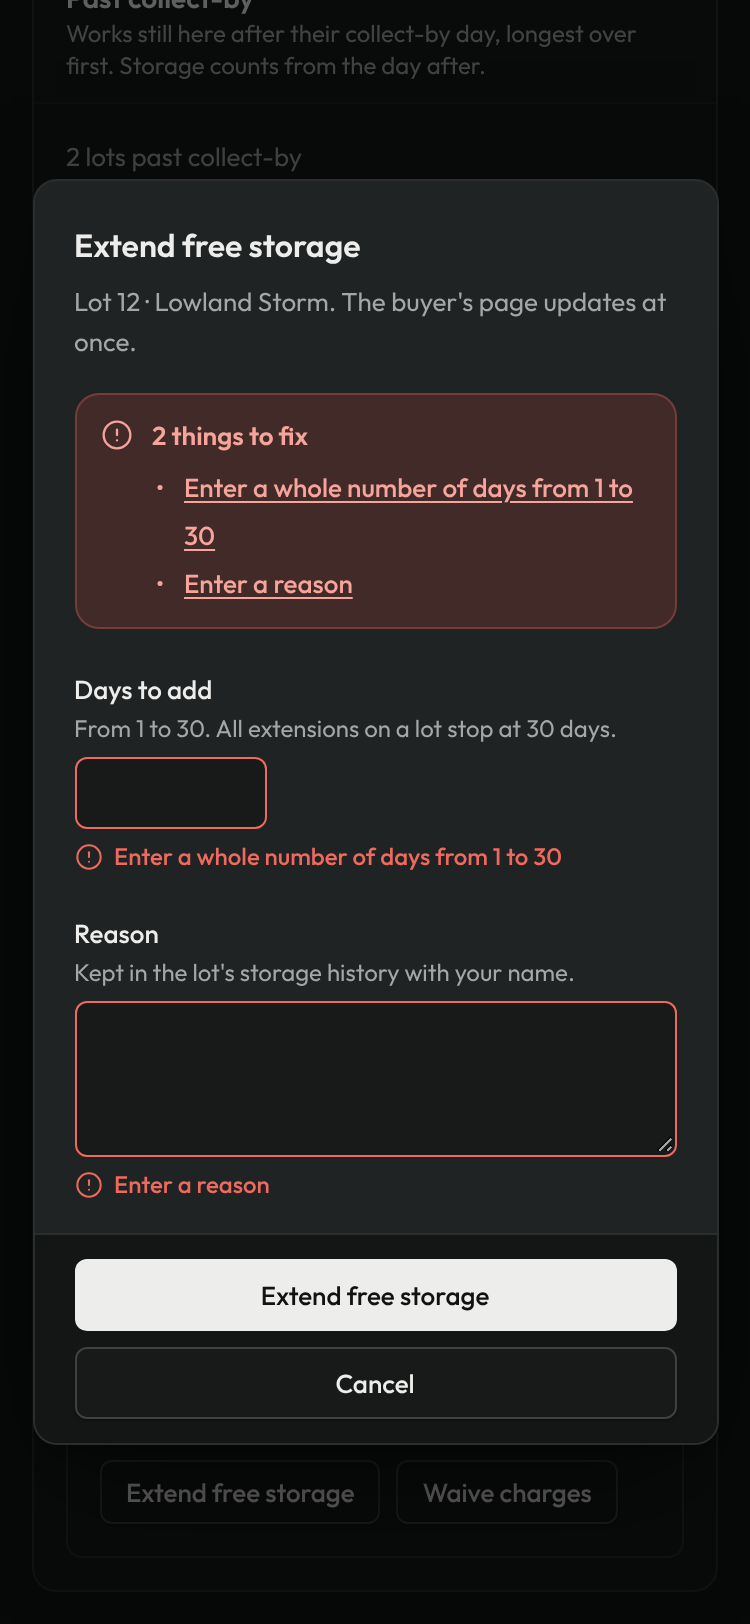 Past collect-by
Works still here after their collect-by day, longest over
first. Storage counts from the day after.
2 lots past collect-by
Extend free storage
Lot 12 · Lowland Storm. The buyer's page updates at
once.
2 things to fix
• Enter a whole number of days from 1 to
30
• Enter a reason
Days to add
From 1 to 30. All extensions on a lot stop at 30 days.
Enter a whole number of days from 1 to 30
Reason
Kept in the lot's storage history with your name.
Enter a reason
Extend free storage
Cancel
Extend free storage
Waive charges